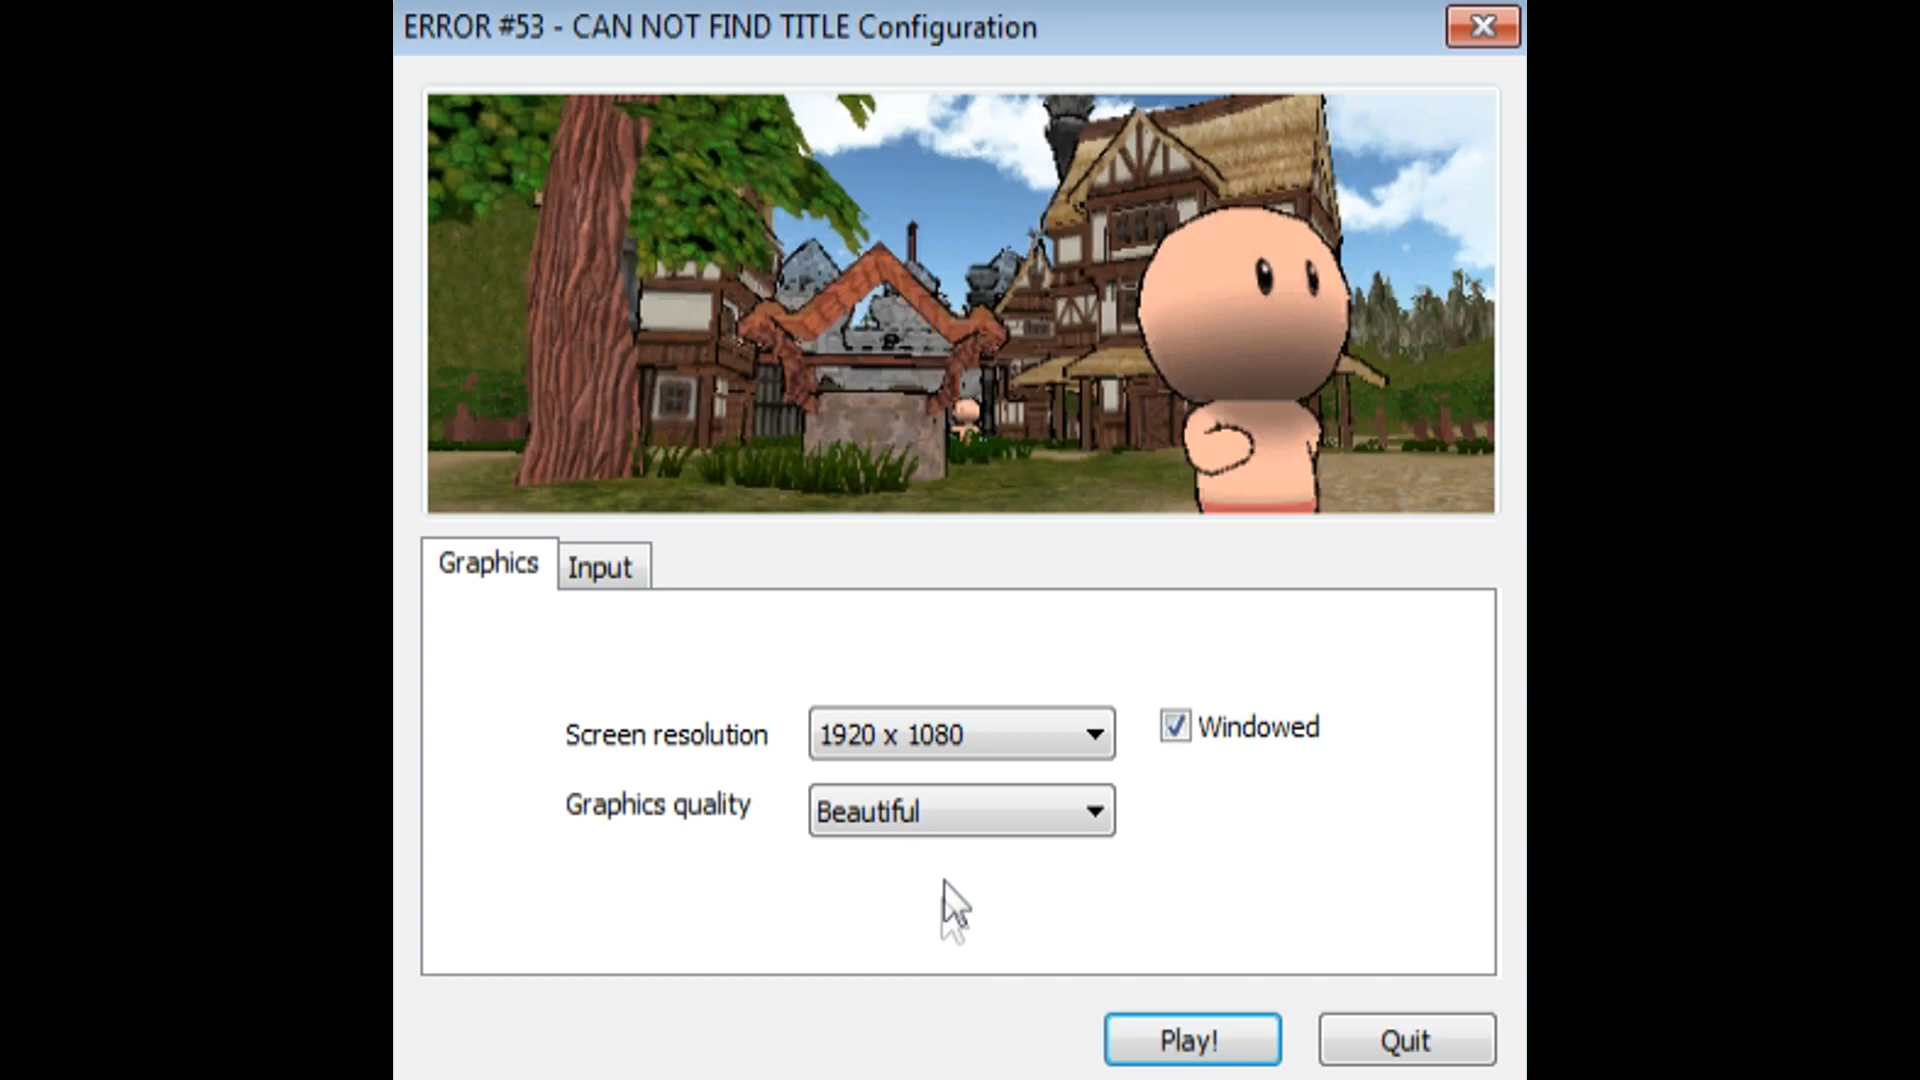 ERROR #53 - CAN NOT FIND TITLE Configuration
Graphics
Input
Screen resolution
1920 x 1080
Windowed
Graphics quality
Beautiful
Play!
Quit